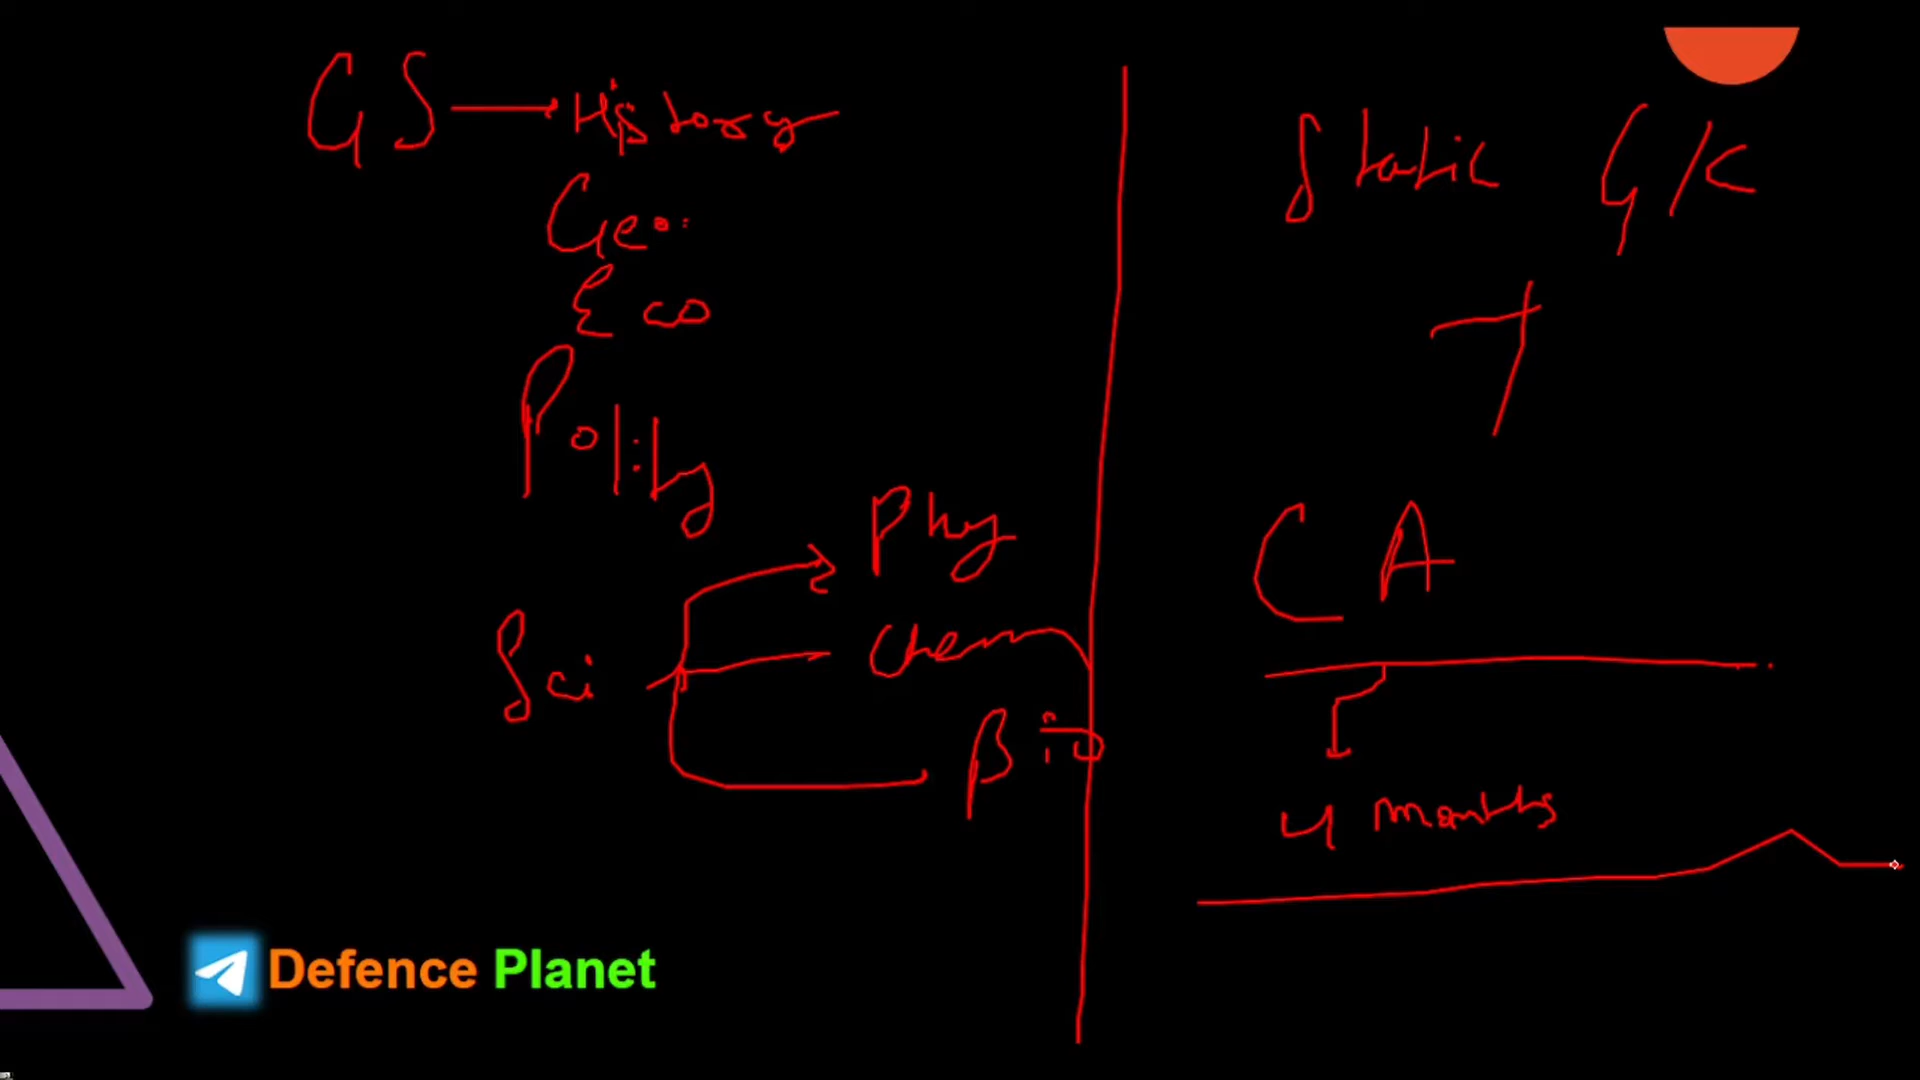 GS → History
Geo
Eco
Polity
Sci
Phy
Chem
Bio
Static GK
CA
4 months
Defence Planet